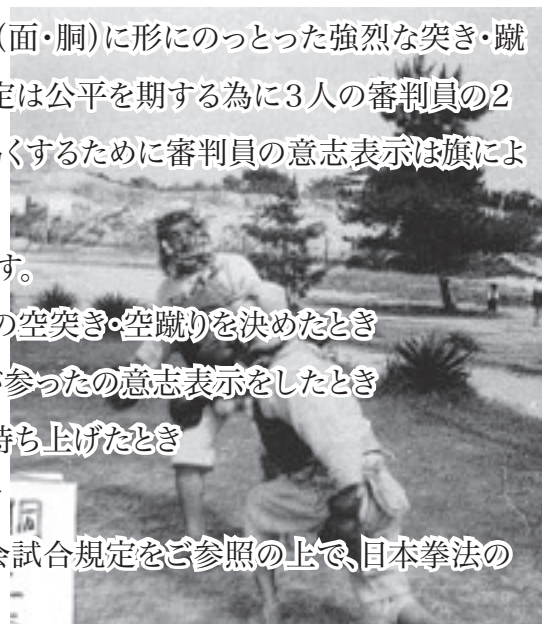 (面・胴)に形にのっとった強烈な突き・蹴
定は公平を期する為に3人の審判員の2
くするために審判員の意志表示は旗によ
す。
の空突き・空蹴りを決めたとき
が参ったの意志表示をしたとき
持ち上げたとき
会試合規定をご参照の上で、日本拳法の